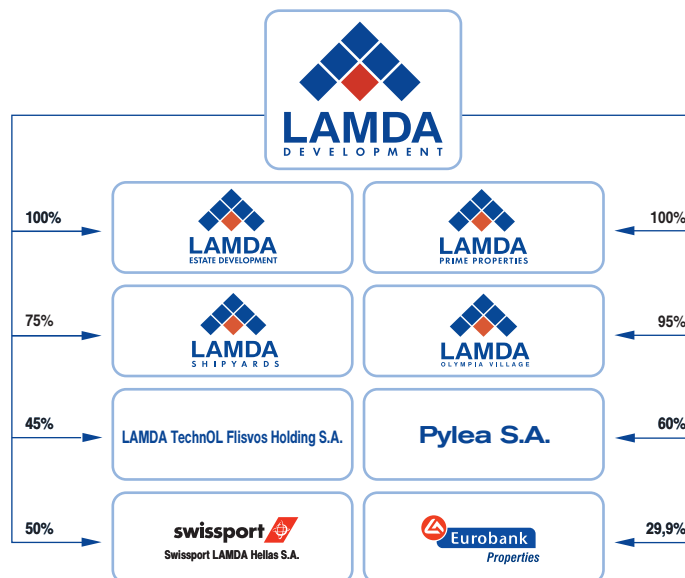 LAMDA
DEVELOPMENT
100%
LAMDA
ESTATE DEVELOPMENT
LAMDA
PRIME PROPERTIES
100%
75%
LAMDA
SHIPYARDS
LAMDA
OLYMPIA VILLAGE
95%
45%
LAMDA TechnOL Flisvos Holding S.A.
Pylea S.A.
60%
50%
swissport
Swissport LAMDA Hellas S.A.
Eurobank
Properties
29,9%